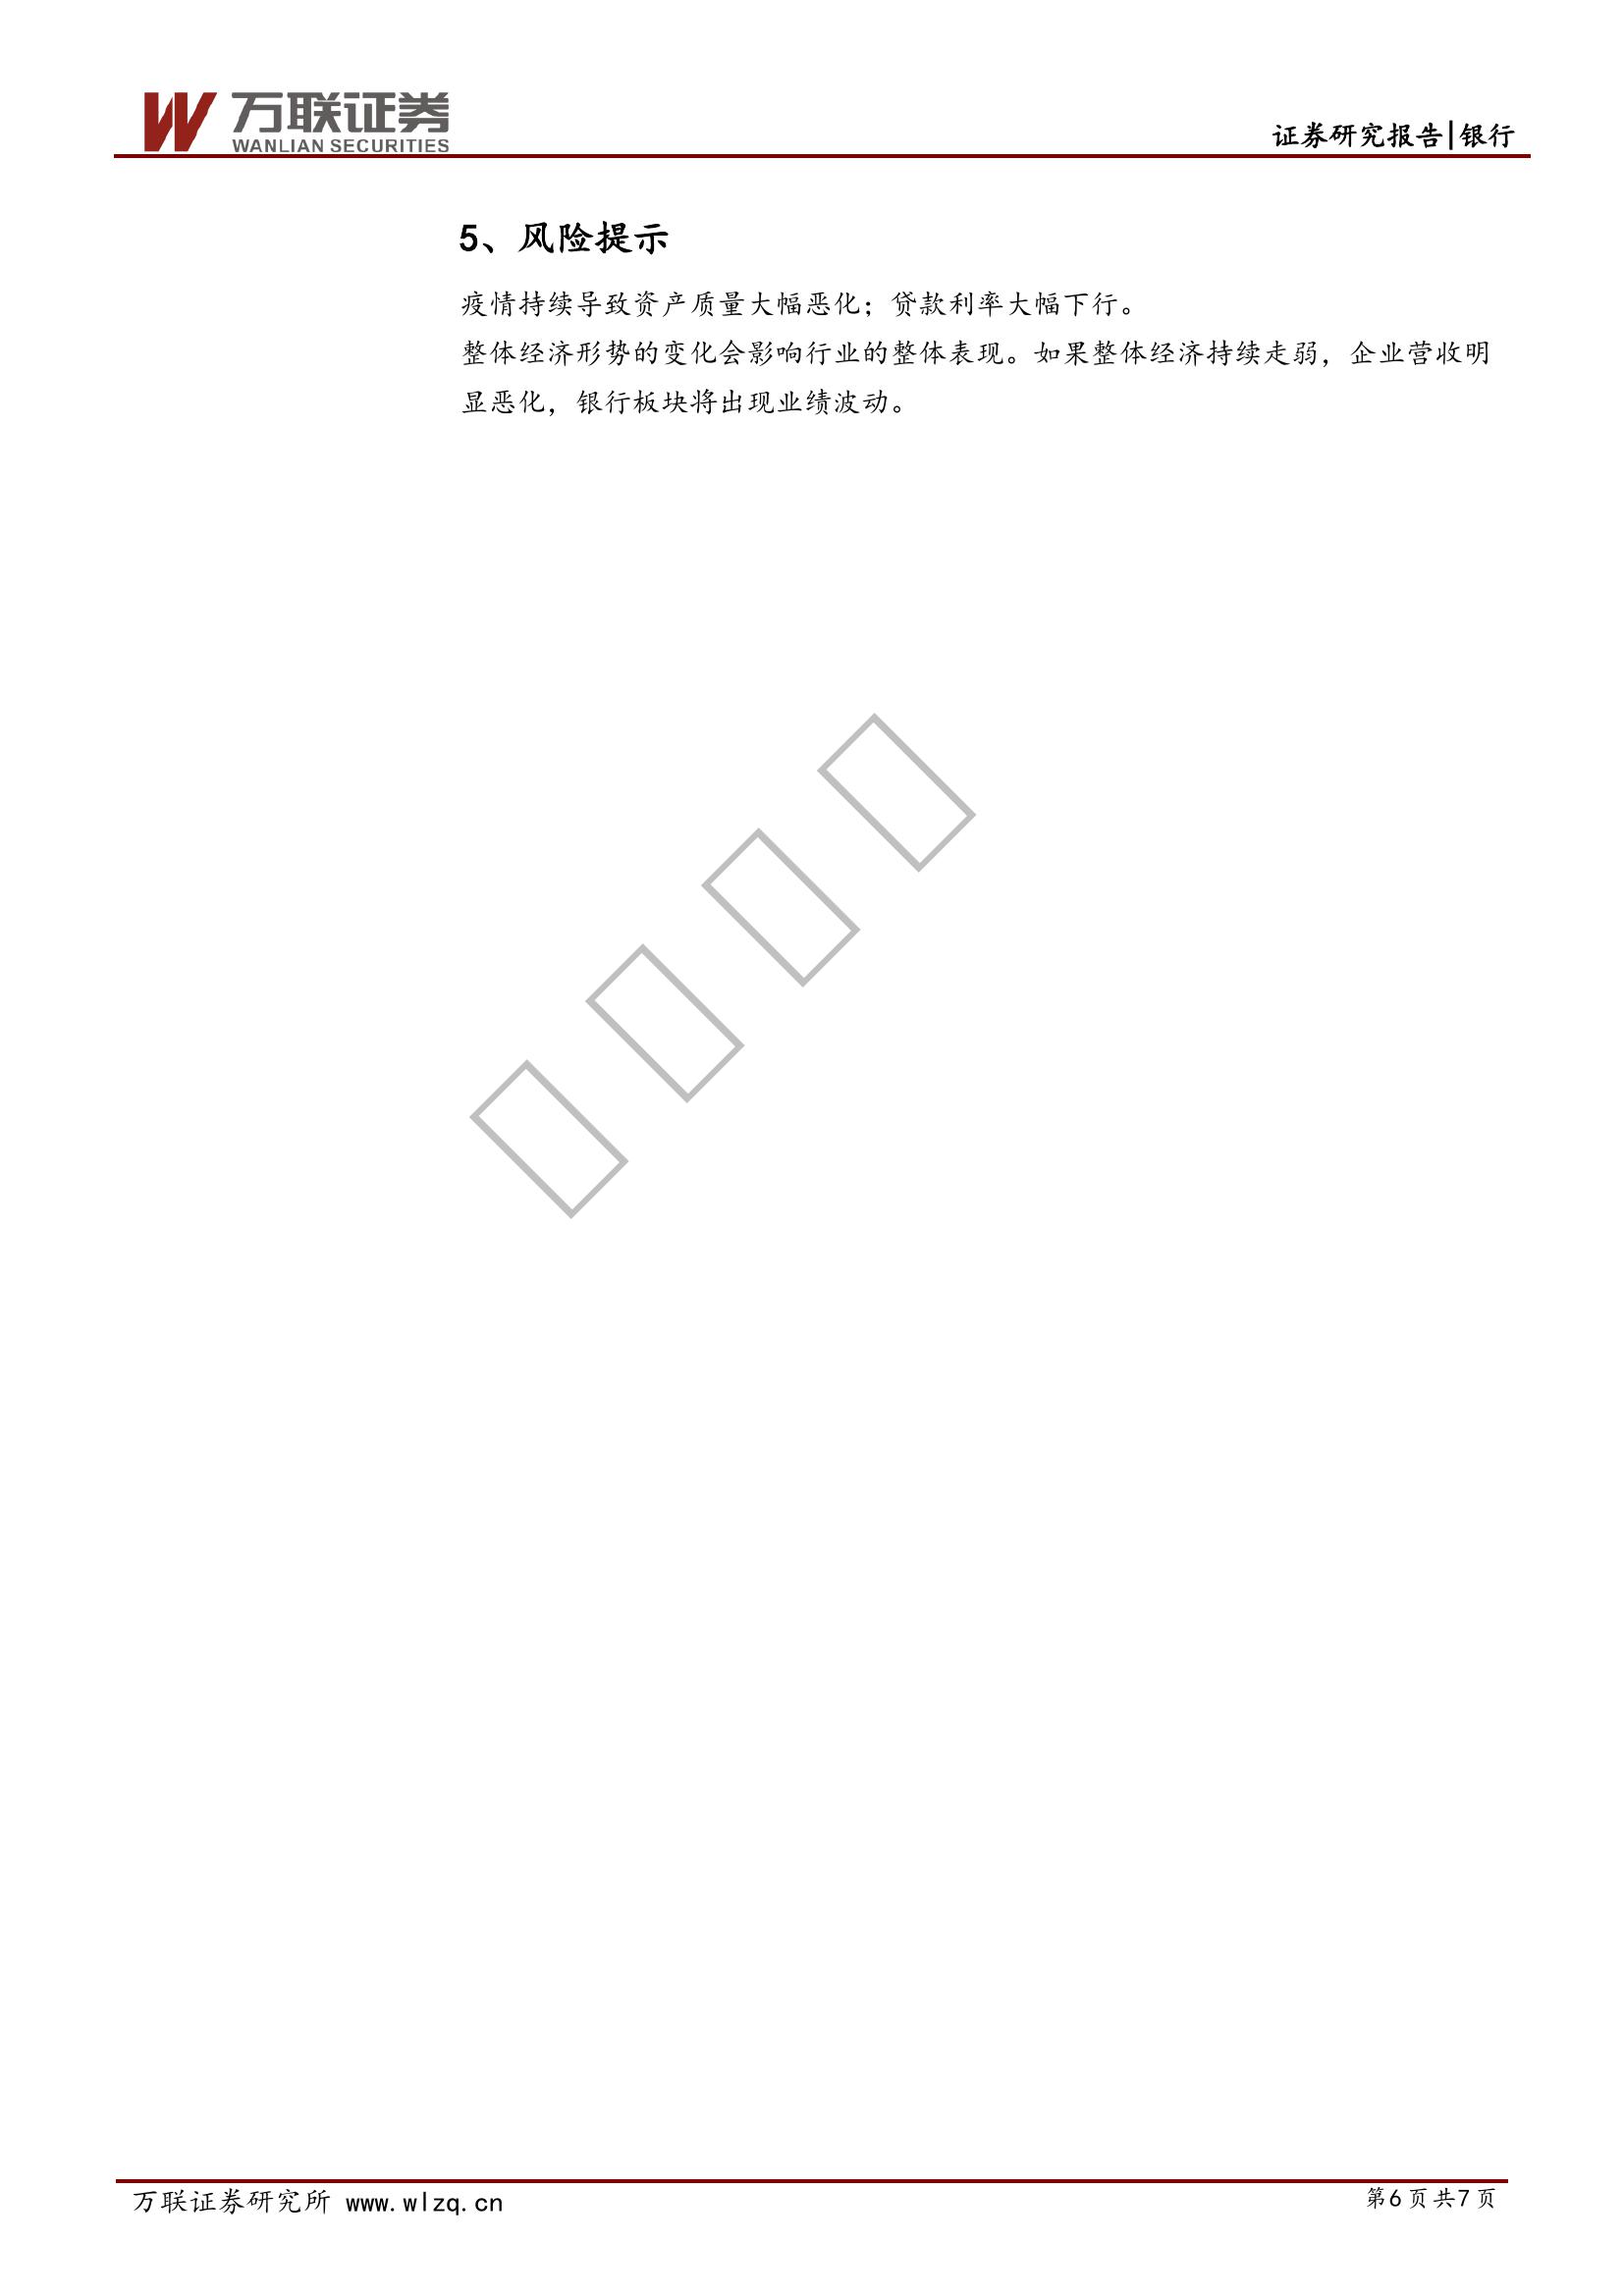 万联证券
WANLIAN SECURITIES
证券研究报告|银行
5、风险提示
疫情持续导致资产质量大幅恶化；贷款利率大幅下行。
整体经济形势的变化会影响行业的整体表现。如果整体经济持续走弱，企业营收明
显恶化，银行板块将出现业绩波动。
万联证券研究所 www.wlzq.cn
第6页共7页